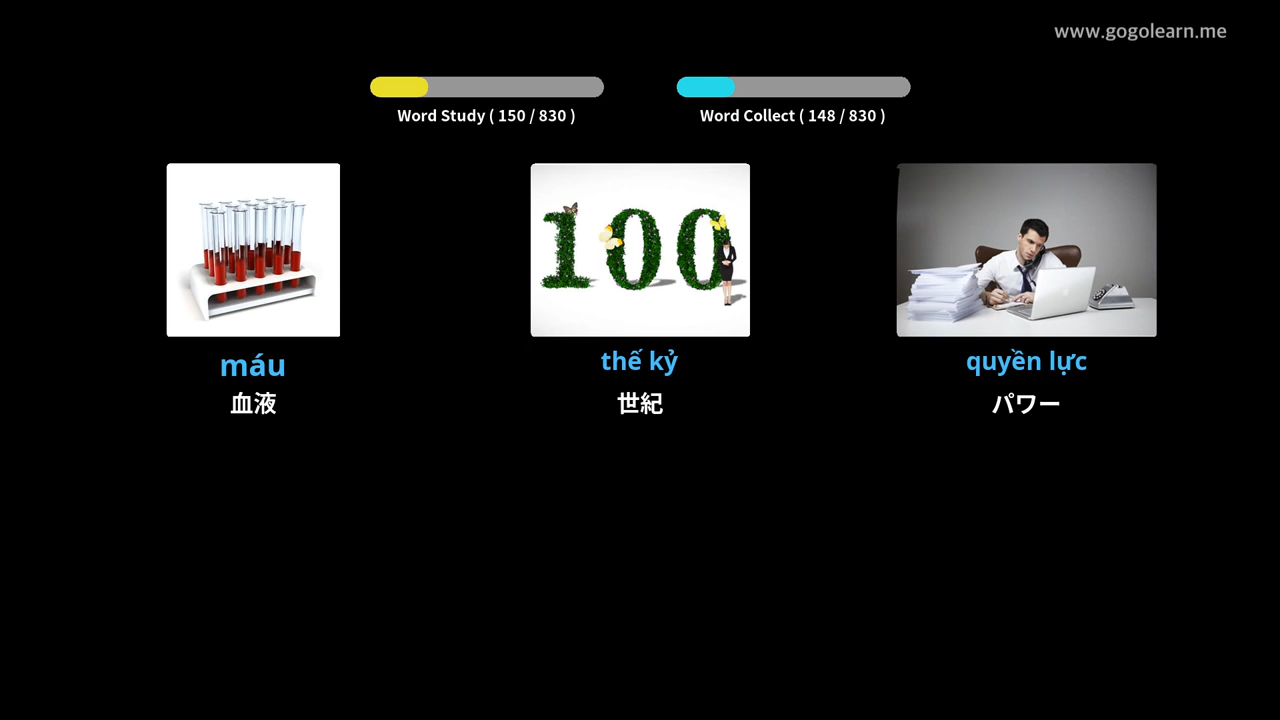 www.gogolearn.me
Word Study ( 150 / 830 )
Word Collect ( 148 / 830 )
100
máu
thế kỷ
quyền lực
血液
世紀
パワー